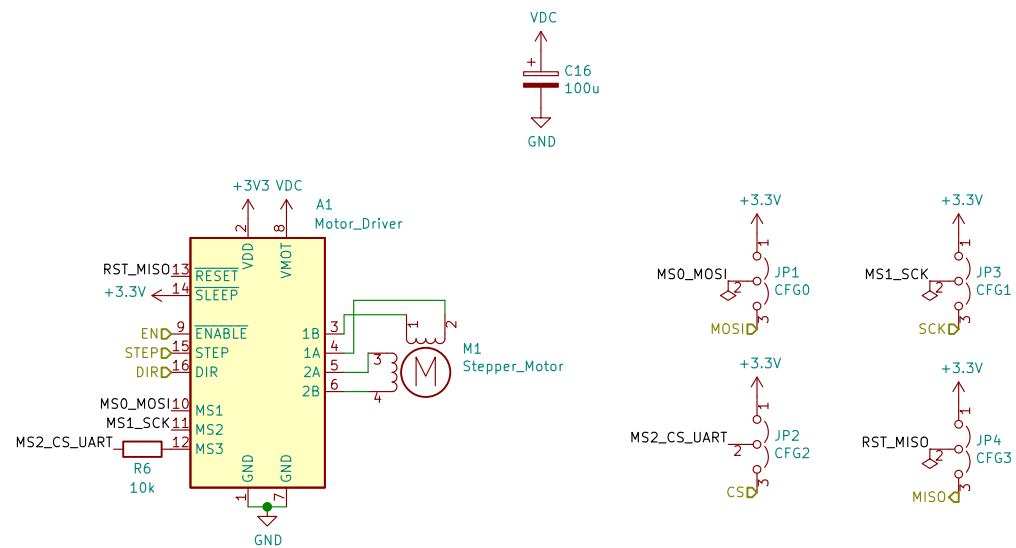 VDC
+
C16
100u
GND
+3V3 VDC
A1
Motor_Driver
2
8
VDD
VMOT
RST_MISO 13 RESET
+3.3V 14 SLEEP
EN 9 ENABLE
STEP 15 STEP
DIR 16 DIR
MS0_MOSI 10 MS1
MS1_SCK 11 MS2
MS2_CS_UART 12 MS3
R6
10k
1B 3
1A 4
2A 5
2B 6
GND
GND
1
7
GND
1
2
3
4
M
M1
Stepper_Motor
+3.3V
1
MS0_MOSI
2
JP1
CFG0
3
MOSI
+3.3V
1
MS1_SCK
2
JP3
CFG1
3
SCK
+3.3V
1
MS2_CS_UART
2
JP2
CFG2
3
CS
+3.3V
1
RST_MISO
2
JP4
CFG3
3
MISO